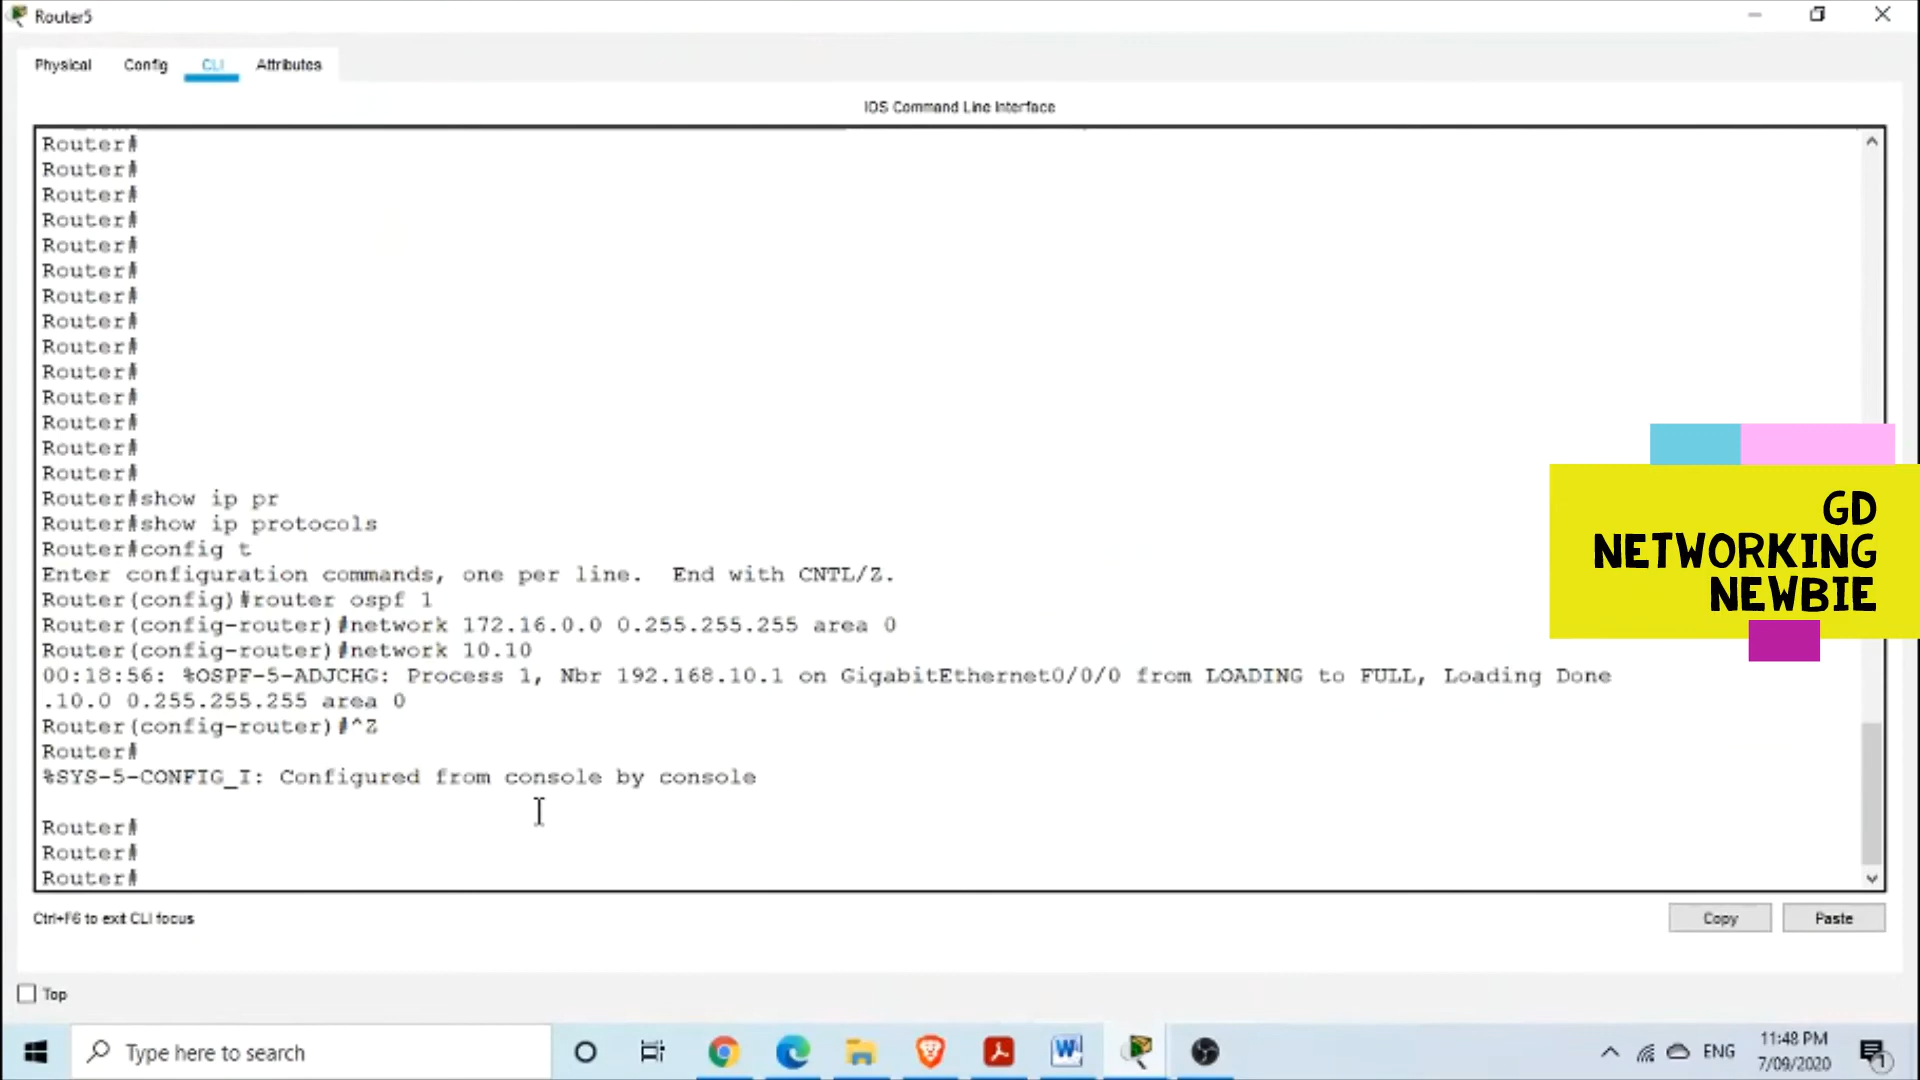 Router5
Physical Config CLI Attributes
IOS Command Line Interface
Router#
Router#
Router#
Router#
Router#
Router#
Router#
Router#
Router#
Router#
Router#
Router#
Router#
Router#
Router#show ip pr
Router#show ip protocols
Router#config t
Enter configuration commands, one per line.  End with CNTL/Z.
Router(config)#router ospf 1
Router(config-router)#network 172.16.0.0 0.255.255.255 area 0
Router(config-router)#network 10.10
00:18:56: %OSPF-5-ADJCHG: Process 1, Nbr 192.168.10.1 on GigabitEthernet0/0/0 from LOADING to FULL, Loading Done
.10.0 0.255.255.255 area 0
Router(config-router)#^Z
Router#
%SYS-5-CONFIG_I: Configured from console by console
Router#
Router#
Router#
GD
NETWORKING
NEWBIE
Ctrl+F6 to exit CLI focus
Copy Paste
Top
Type here to search
ENG
11:48 PM
7/09/2020
1